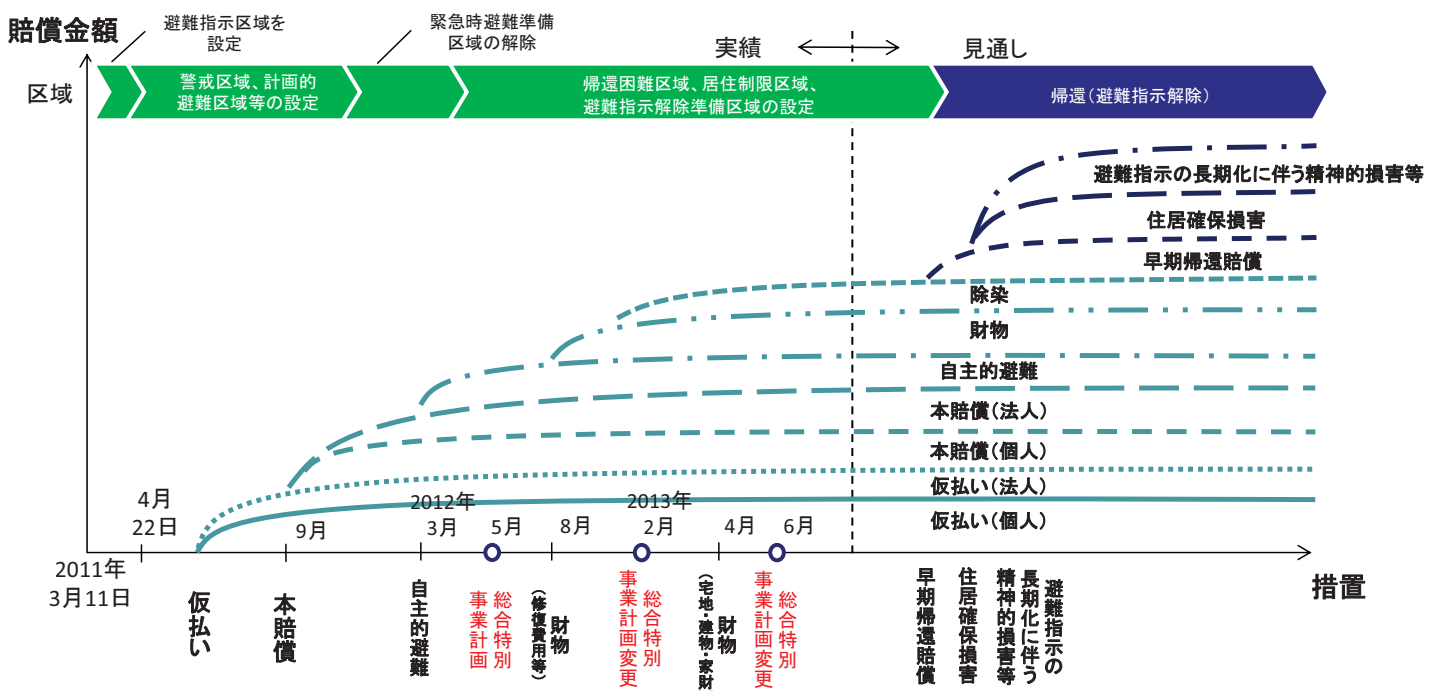 賠償金額
避難指示区域を
設定
緊急時避難準備
区域の解除
実績
見通し
区域
警戒区域、計画的
避難区域等の設定
帰還困難区域、居住制限区域、
避難指示解除準備区域の設定
帰還(避難指示解除)
避難指示の長期化に伴う精神的損害等
住居確保損害
早期帰還賠償
除染
財物
自主的避難
本賠償(法人)
本賠償(個人)
仮払い(法人)
仮払い(個人)
2011年
3月11日
4月
22日
9月
2012年
3月
5月
8月
2013年
2月
4月
6月
措置
仮払い
本賠償
自主的避難
総合特別
事業計画
財物
(修復費用等)
総合特別
事業計画変更
財物
(宅地・建物・家財
総合特別
事業計画変更
早期帰還賠償
住居確保損害
避難指示の
長期化に伴う
精神的損害等